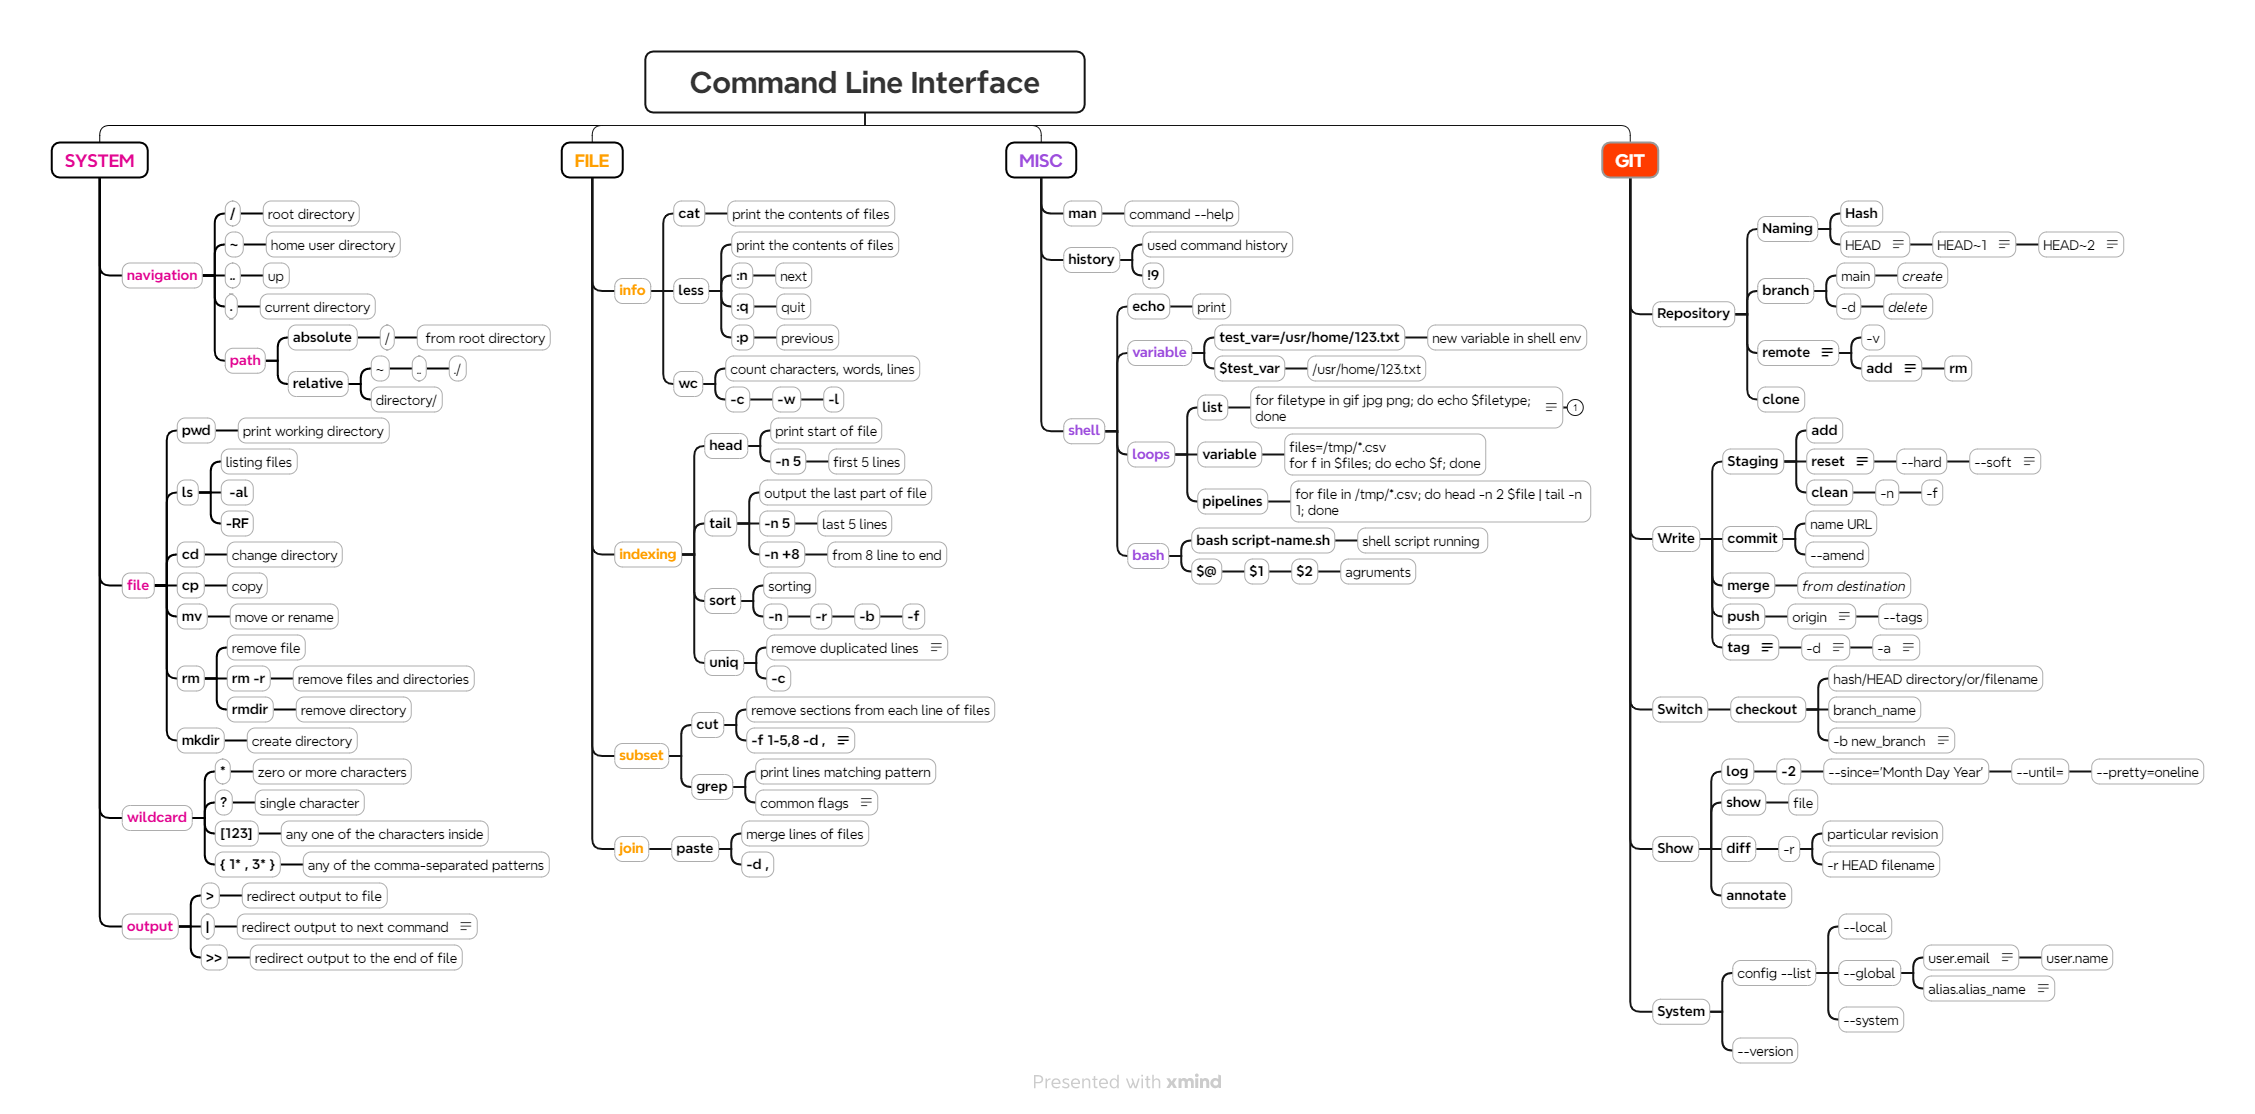 Command Line Interface
SYSTEM
navigation
/
root directory
~
home user directory
..
up
.
current directory
path
absolute
/
from root directory
relative
~
..
./
directory/
file
pwd
print working directory
ls
listing files
-al
-RF
cd
change directory
cp
copy
mv
move or rename
rm
remove file
rm -r
remove files and directories
rmdir
remove directory
mkdir
create directory
wildcard
*
zero or more characters
?
single character
[123]
any one of the characters inside
{ 1* , 3* }
any of the comma-separated patterns
output
>
redirect output to file
|
redirect output to next command
>>
redirect output to the end of file
FILE
info
cat
print the contents of files
less
print the contents of files
:n
next
:q
quit
:p
previous
wc
count characters, words, lines
-c
-w
-l
indexing
head
print start of file
-n 5
first 5 lines
tail
output the last part of file
-n 5
last 5 lines
-n +8
from 8 line to end
sort
sorting
-n
-r
-b
-f
uniq
remove duplicated lines
-c
subset
cut
remove sections from each line of files
-f 1-5,8 -d ,
grep
print lines matching pattern
common flags
join
paste
merge lines of files
-d ,
MISC
man
command --help
history
used command history
!9
shell
echo
print
variable
test_var=/usr/home/123.txt
new variable in shell env
$test_var
/usr/home/123.txt
loops
list
for filetype in gif jpg png; do echo $filetype;
done
1
variable
files=/tmp/*.csv
for f in $files; do echo $f; done
pipelines
for file in /tmp/*.csv; do head -n 2 $file | tail -n
1; done
bash
bash script-name.sh
shell script running
$@
$1
$2
agruments
GIT
Repository
Naming
Hash
HEAD
HEAD~1
HEAD~2
branch
main
create
-d
delete
remote
-v
add
rm
clone
Write
Staging
add
reset
--hard
--soft
clean
-n
-f
commit
name URL
--amend
merge
from destination
push
origin
--tags
tag
-d
-a
Switch
checkout
hash/HEAD directory/or/filename
branch_name
-b new_branch
Show
log
-2
--since='Month Day Year'
--until=
--pretty=oneline
show
file
diff
-r
particular revision
-r HEAD filename
annotate
System
config --list
--local
--global
user.email
user.name
alias.alias_name
--system
--version
Presented with xmind